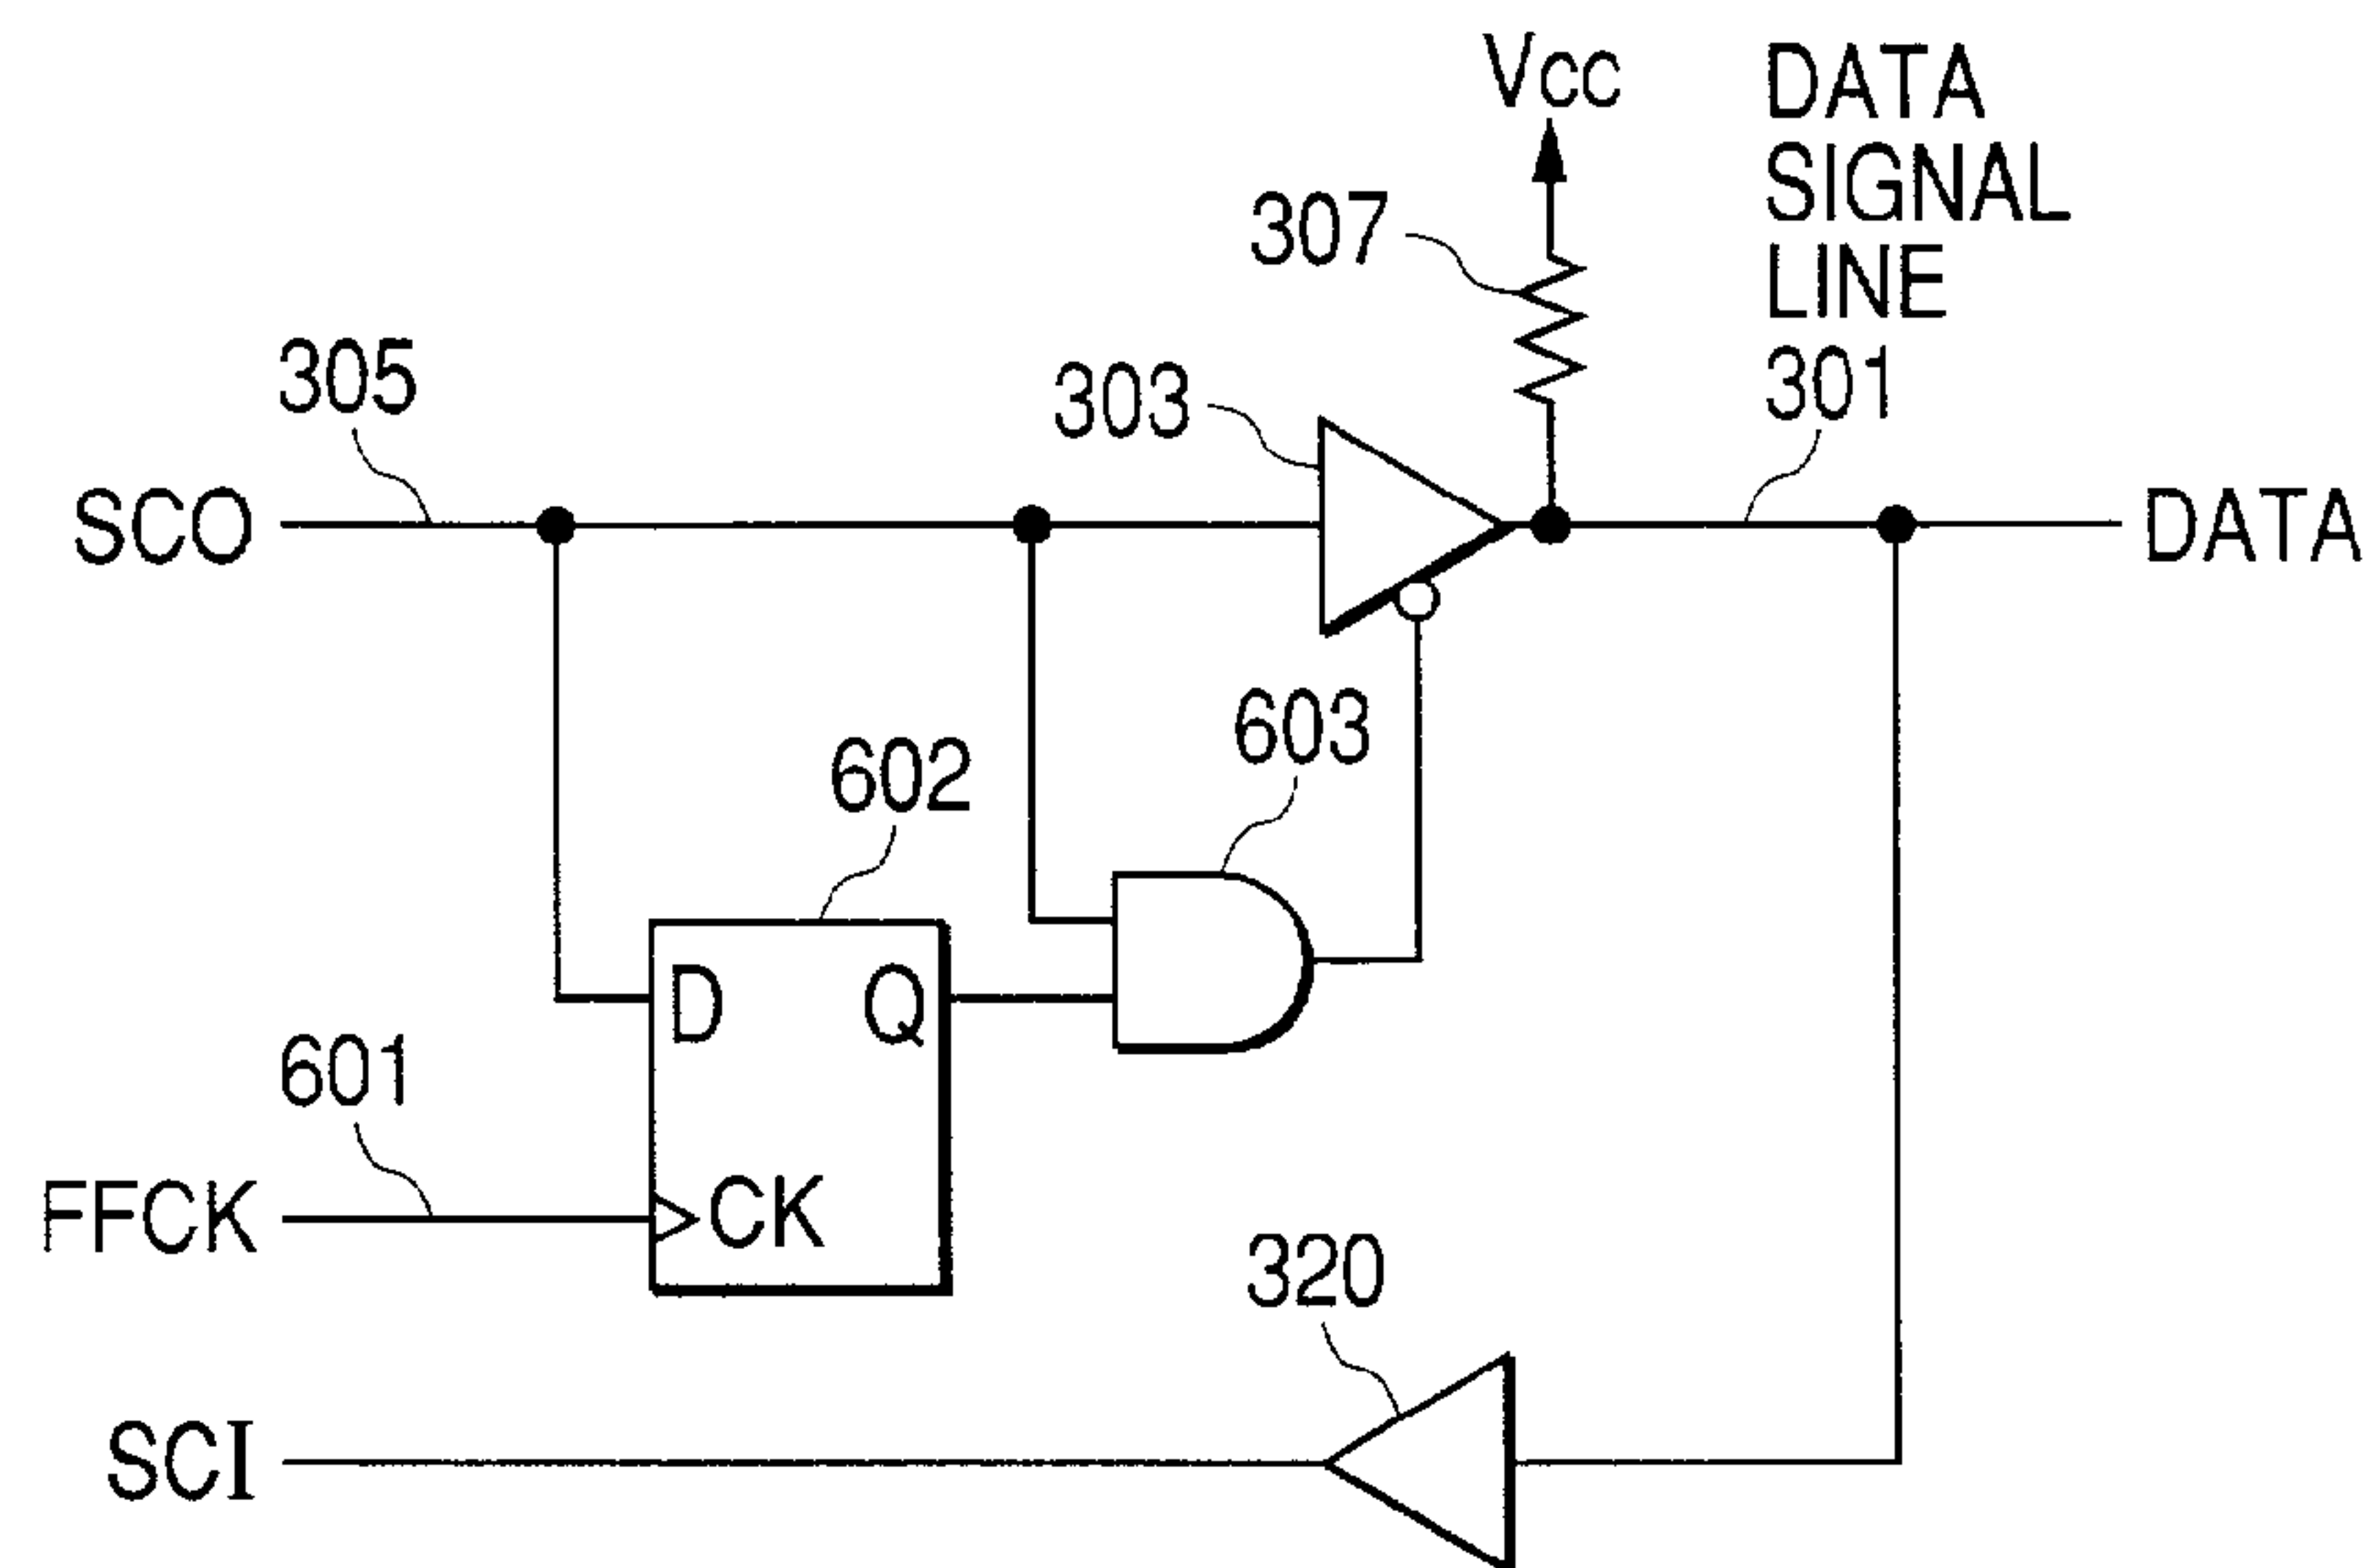 VCC
DATA
SIGNAL
LINE
301
307
305
303
SCO
DATA
603
602
D
Q
601
FFCK
CK
320
SCI